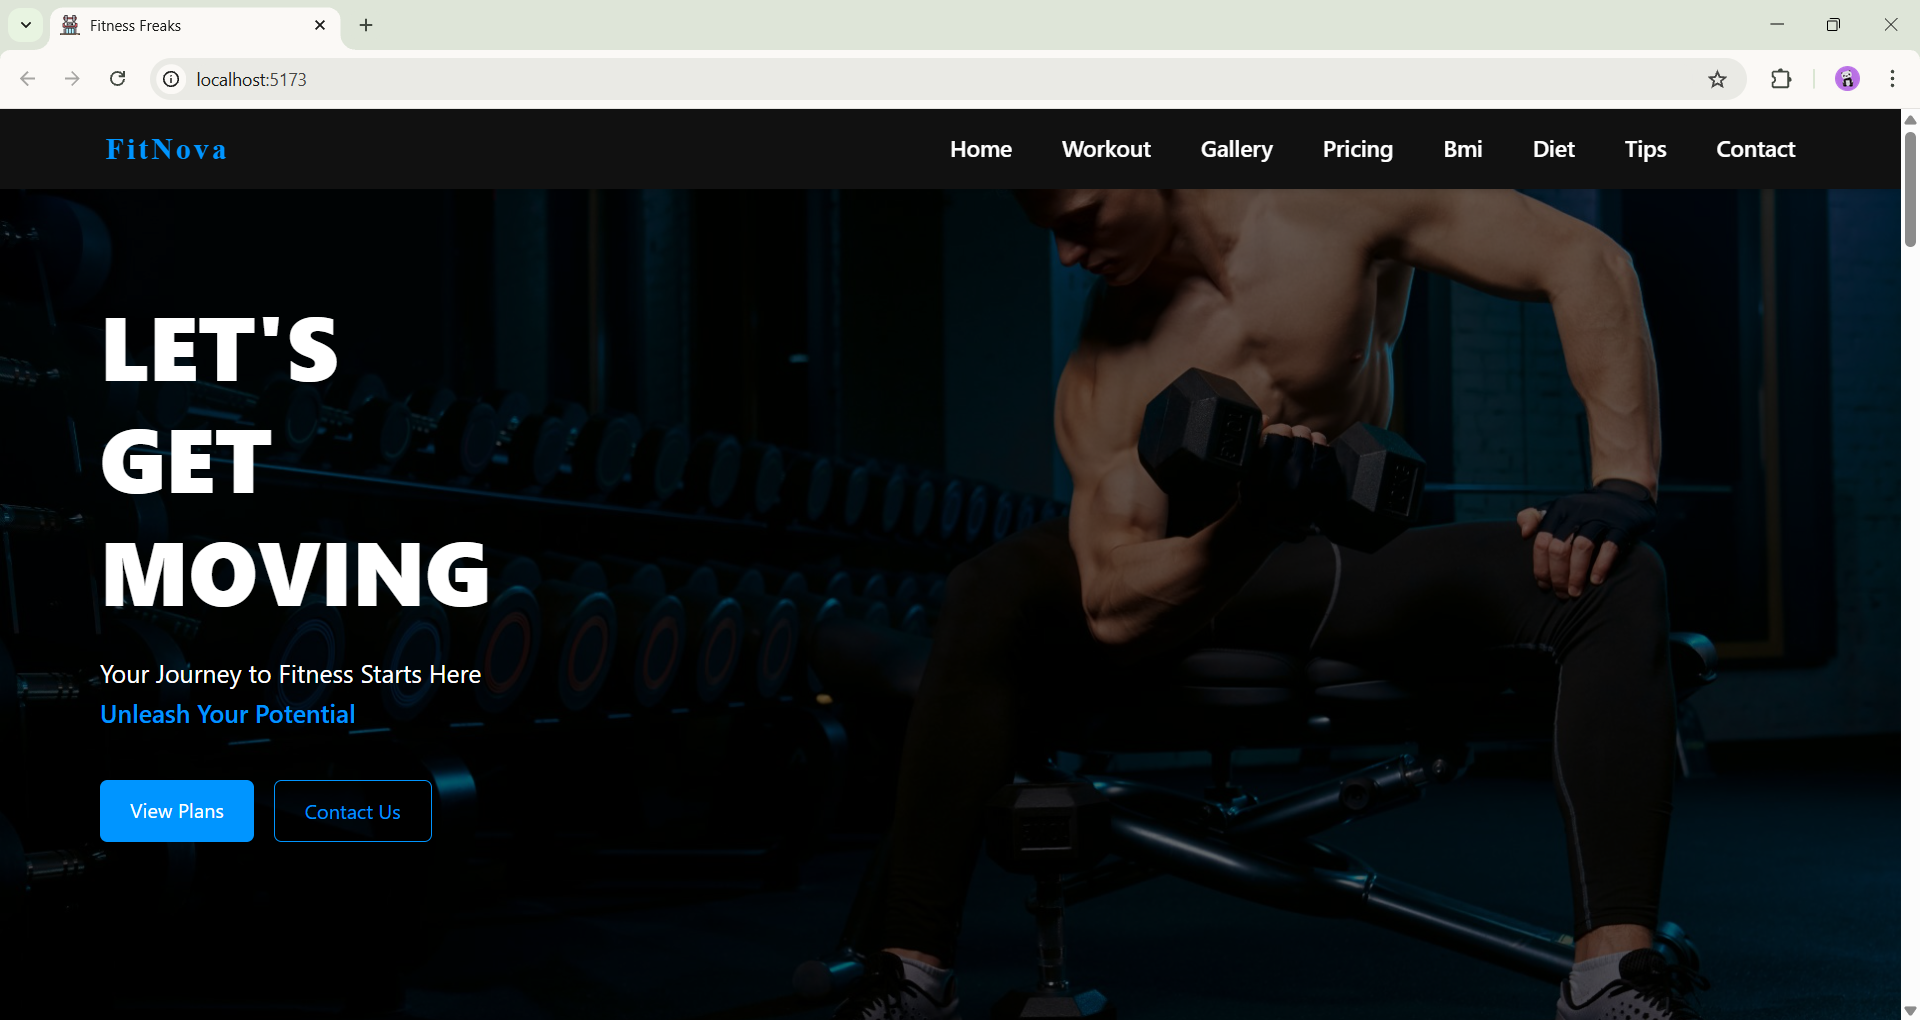 Fitness Freaks
localhost:5173
FitNova
Home Workout Gallery Pricing Bmi Diet Tips Contact
LET'S
GET
MOVING
Your Journey to Fitness Starts Here
Unleash Your Potential
View Plans Contact Us